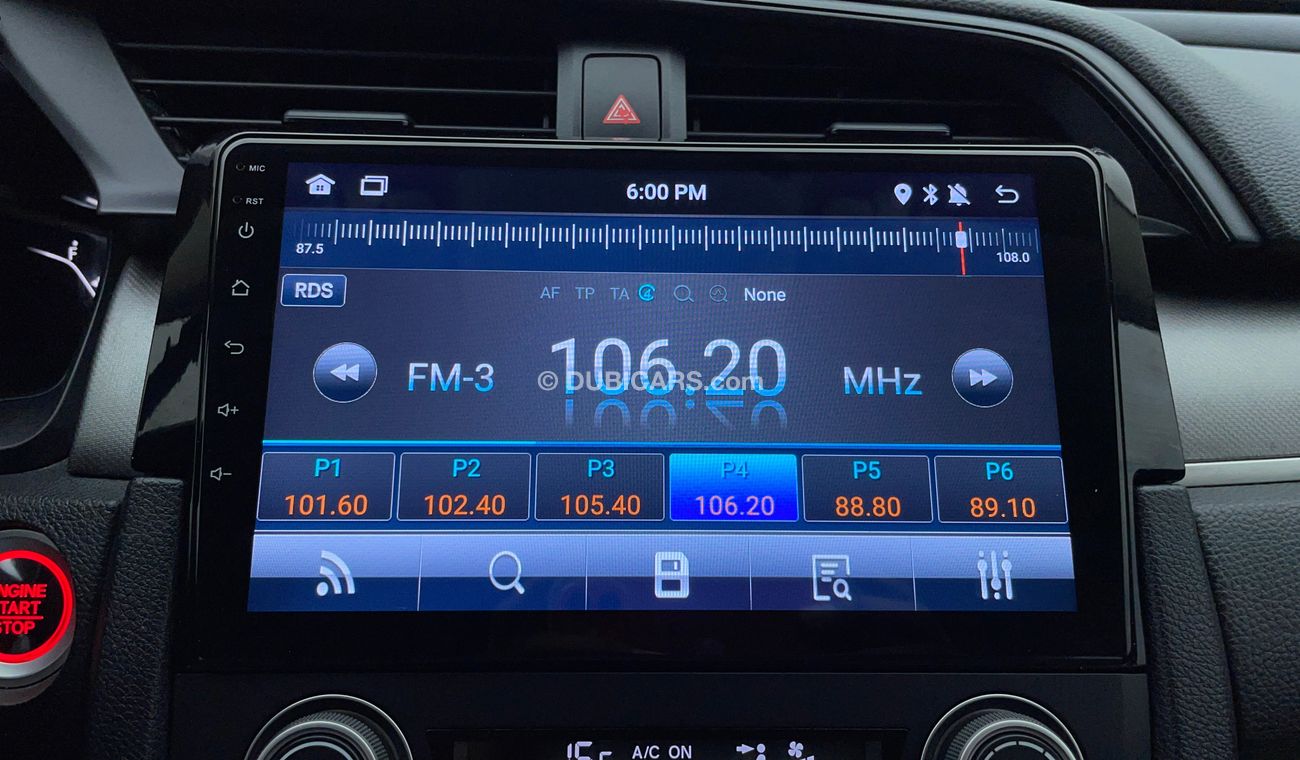 MIC
RST
6:00 PM
87.5
108.0
RDS
AF TP TA None
FM-3 106.20 MHz
© DUBICARS.com
P1 P2 P3 P4 P5 P6
101.60 102.40 105.40 106.20 88.80 89.10
START
STOP
A/C ON